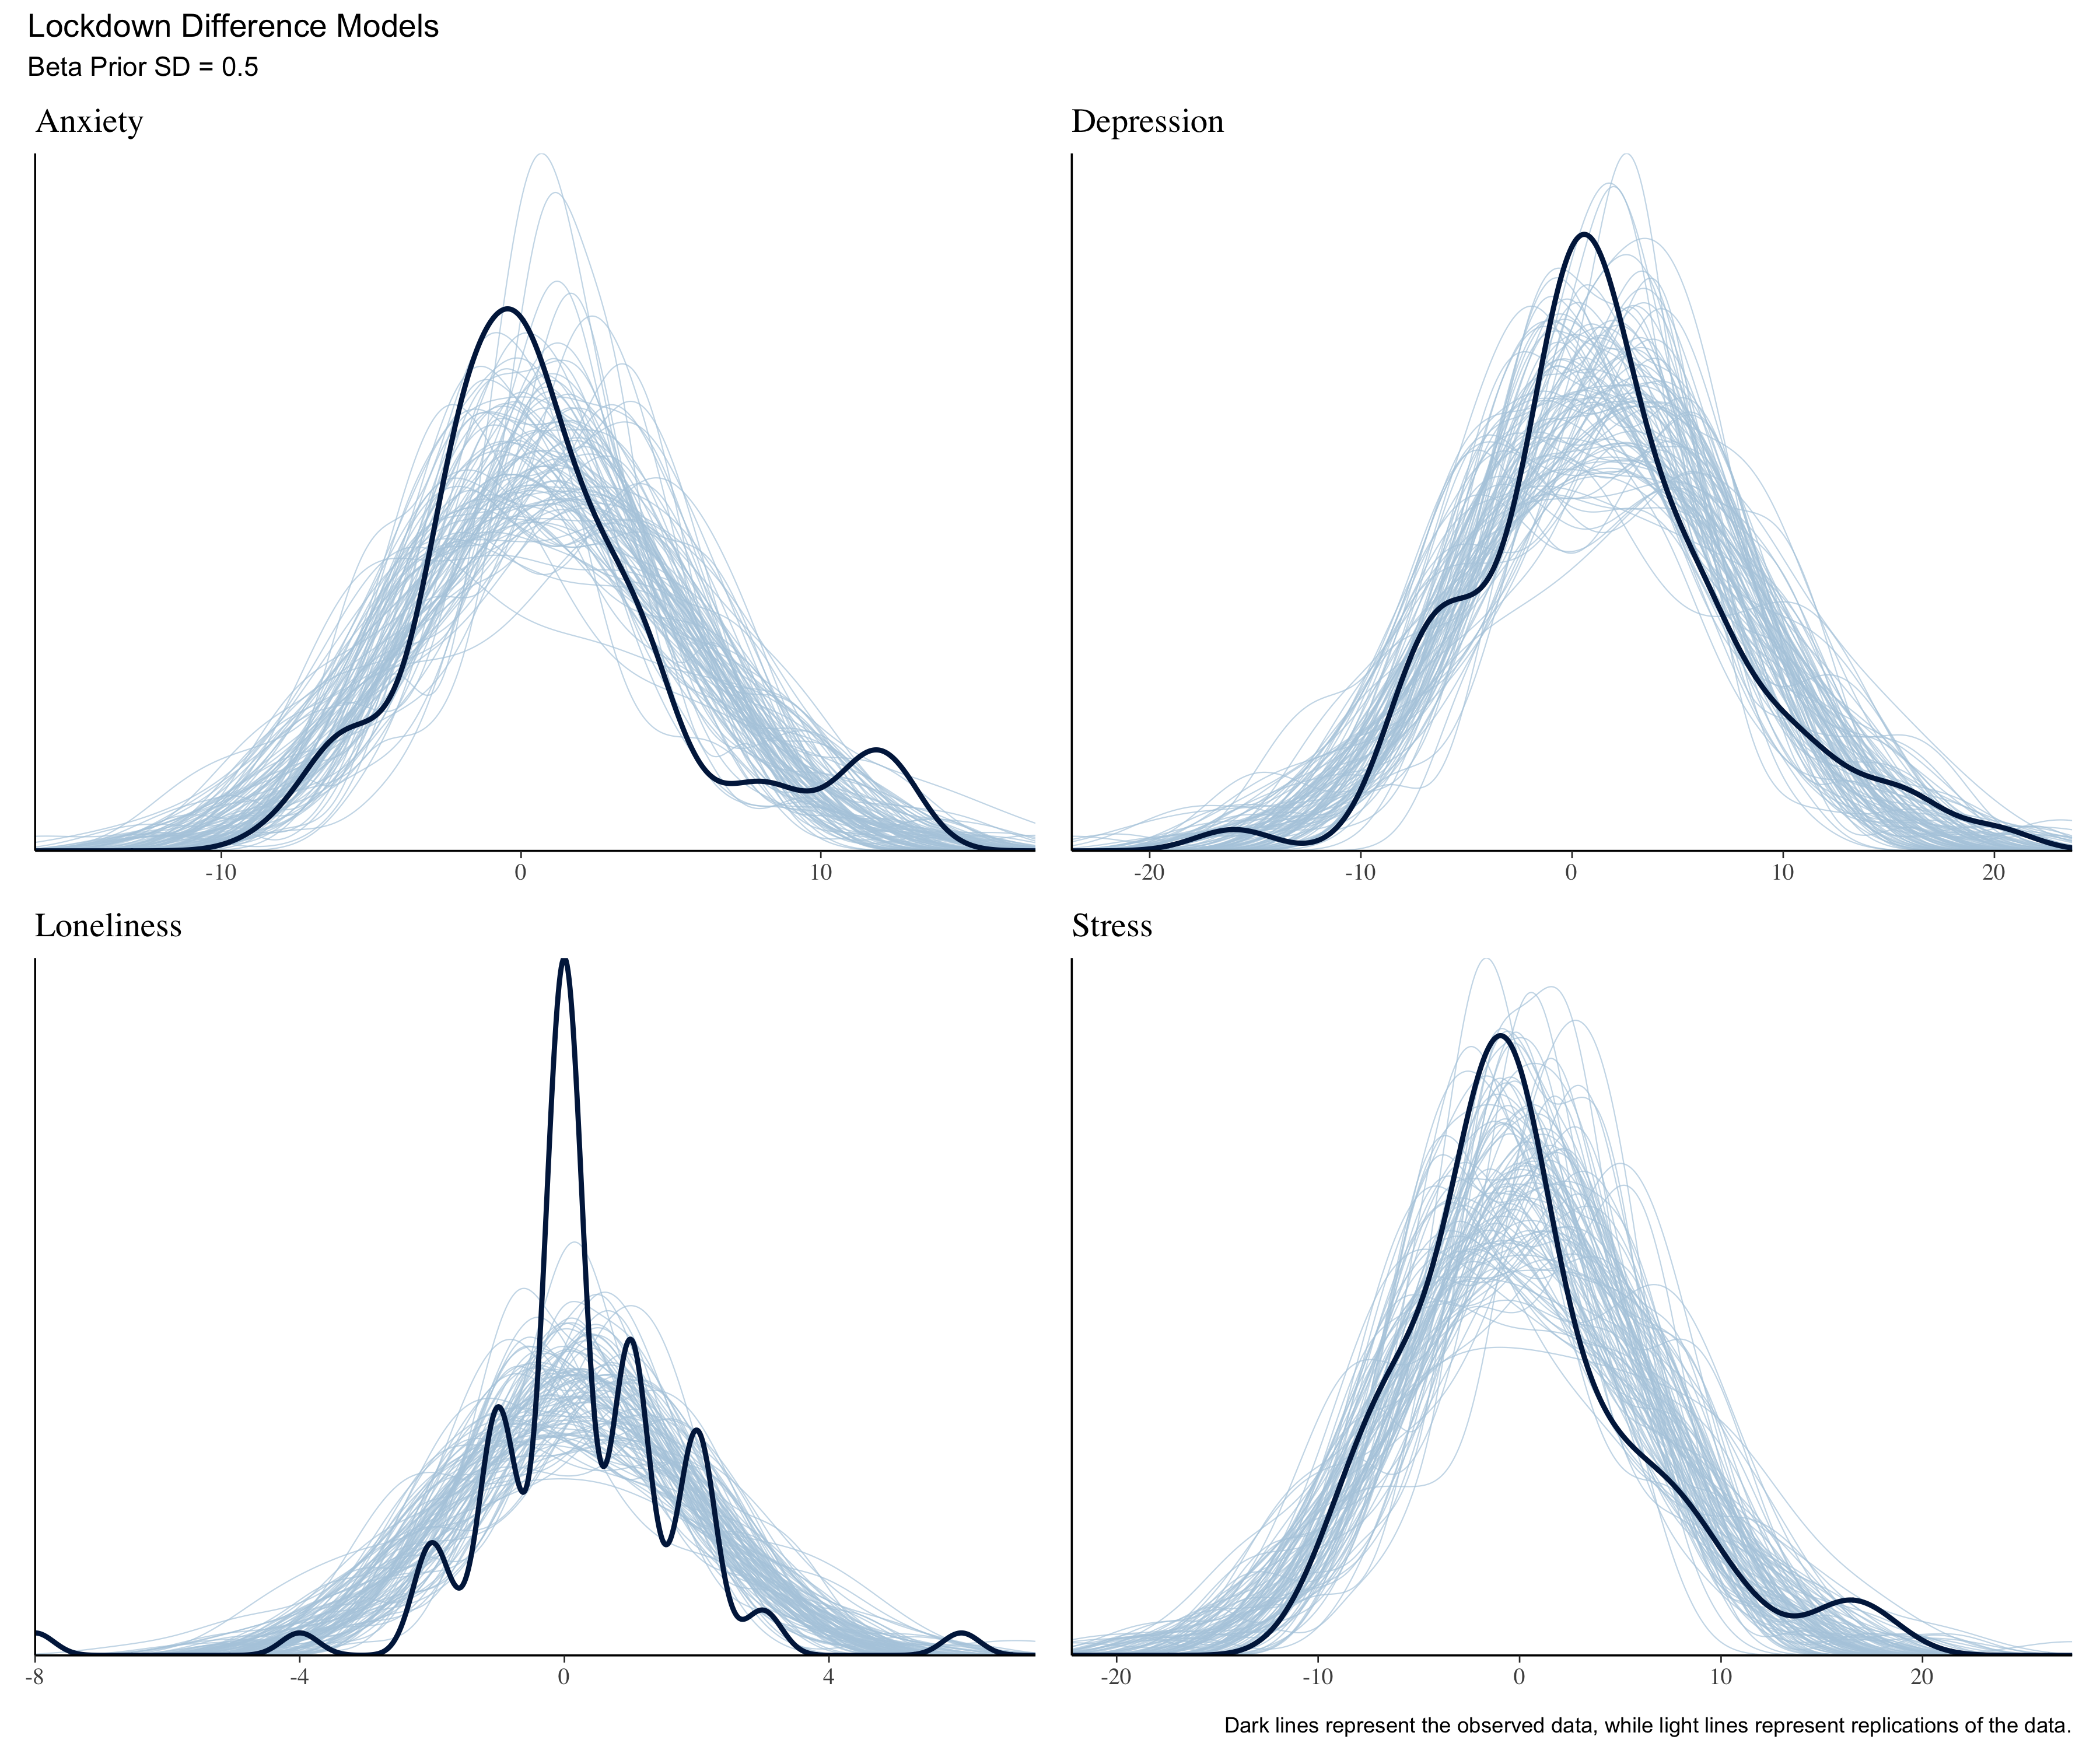 Lockdown Difference Models
Beta Prior SD = 0.5
Anxiety
Depression
-10 0 10
-20 -10 0 10 20
Loneliness
Stress
-8 -4 0 4
-20 -10 0 10 20
Dark lines represent the observed data, while light lines represent replications of the data.